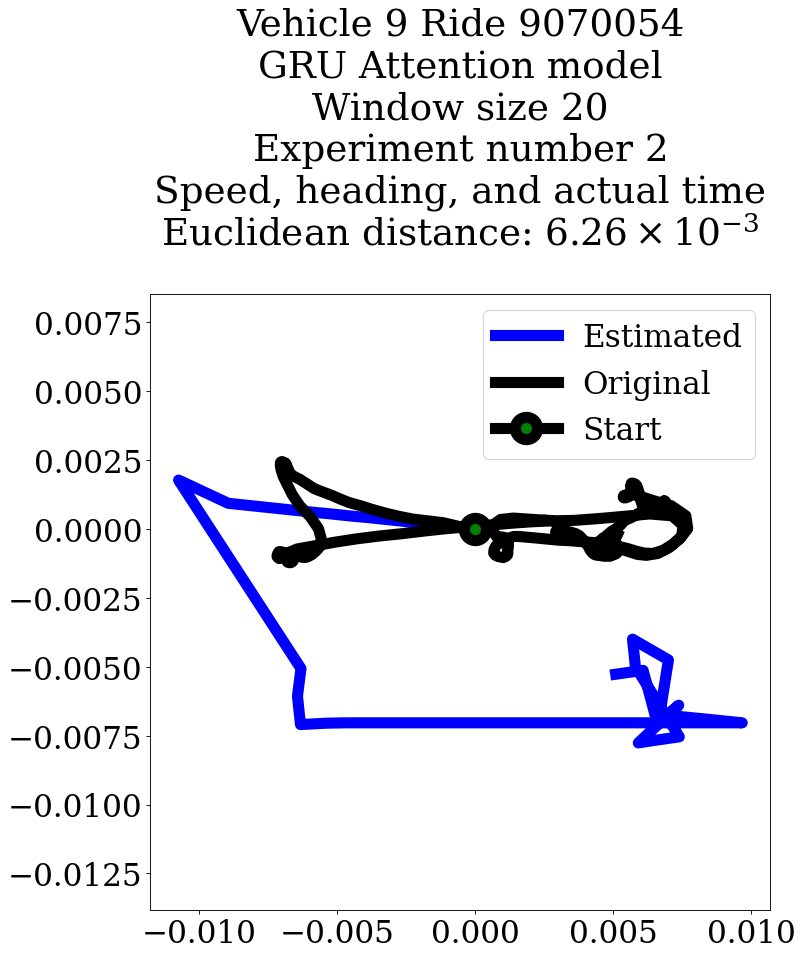 Vehicle 9 Ride 9070054
GRU Attention model
Window size 20
Experiment number 2
Speed, heading, and actual time
Euclidean distance: 6.26 × 10⁻³
Estimated
Original
Start
0.0075
0.0050
0.0025
0.0000
−0.0025
−0.0050
−0.0075
−0.0100
−0.0125
−0.010 −0.005 0.000 0.005 0.010